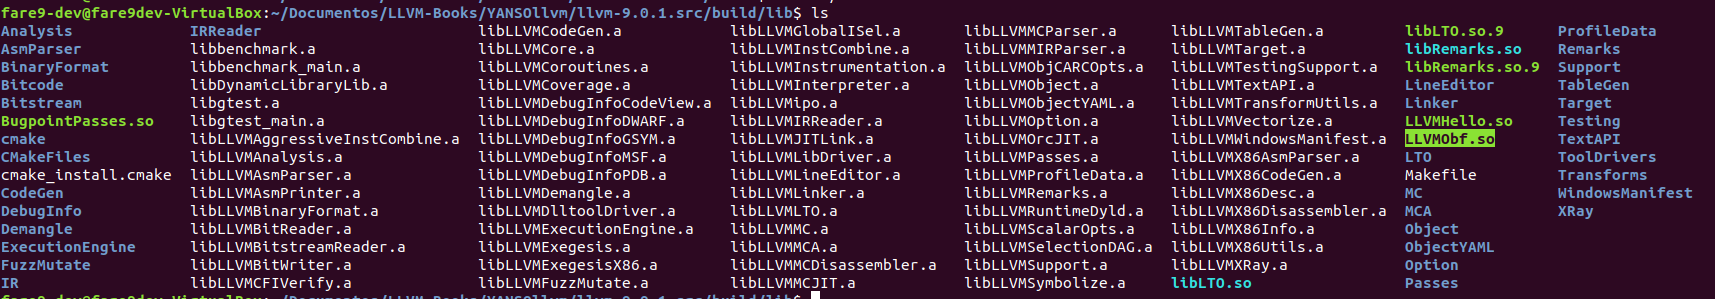 fare9-dev@fare9dev-VirtualBox:~/Documentos/LLVM-Books/YANSOllvm/llvm-9.0.1.src/build/lib$ ls
Analysis IRReader libLLVMCodeGen.a libLLVMGlobalISel.a libLLVMMCParser.a libLLVMTableGen.a libLTO.so.9 ProfileData
AsmParser libbenchmark.a libLLVMCore.a libLLVMInstCombine.a libLLVMMIRParser.a libLLVMTarget.a libRemarks.so Remarks
BinaryFormat libbenchmark_main.a libLLVMCoroutines.a libLLVMInstrumentation.a libLLVMObjCARCOpts.a libLLVMTestingSupport.a libRemarks.so.9 Support
Bitcode libDynamicLibraryLib.a libLLVMCoverage.a libLLVMInterpreter.a libLLVMObject.a libLLVMTextAPI.a LineEditor TableGen
Bitstream libgtest.a libLLVMDebugInfoCodeView.a libLLVMipo.a libLLVMObjectYAML.a libLLVMTransformUtils.a Linker Target
BugpointPasses.so libgtest_main.a libLLVMDebugInfoDWARF.a libLLVMIRReader.a libLLVMOption.a libLLVMVectorize.a LLVMHello.so Testing
cmake libLLVMAggressiveInstCombine.a libLLVMDebugInfoGSYM.a libLLVMJITLink.a libLLVMOrcJIT.a libLLVMWindowsManifest.a LLVMObf.so TextAPI
CMakeFiles libLLVMAnalysis.a libLLVMDebugInfoMSF.a libLLVMLibDriver.a libLLVMPasses.a libLLVMX86AsmParser.a LTO ToolDrivers
cmake_install.cmake libLLVMAsmParser.a libLLVMDebugInfoPDB.a libLLVMLineEditor.a libLLVMProfileData.a libLLVMX86CodeGen.a Makefile Transforms
CodeGen libLLVMAsmPrinter.a libLLVMDemangle.a libLLVMLinker.a libLLVMRemarks.a libLLVMX86Desc.a MC WindowsManifest
DebugInfo libLLVMBinaryFormat.a libLLVMDlltoolDriver.a libLLVMLTO.a libLLVMRuntimeDyld.a libLLVMX86Disassembler.a MCA XRay
Demangle libLLVMBitReader.a libLLVMExecutionEngine.a libLLVMMC.a libLLVMScalarOpts.a libLLVMX86Info.a Object
ExecutionEngine libLLVMBitstreamReader.a libLLVMExegesis.a libLLVMMCA.a libLLVMSelectionDAG.a libLLVMX86Utils.a ObjectYAML
FuzzMutate libLLVMBitWriter.a libLLVMExegesisX86.a libLLVMMCDisassembler.a libLLVMSupport.a libLLVMXRay.a Option
IR libLLVMCFIVerify.a libLLVMFuzzMutate.a libLLVMMCJIT.a libLLVMSymbolize.a libLTO.so Passes
fare9-dev@fare9dev-VirtualBox:~/Documentos/LLVM-Books/YANSOllvm/llvm-9.0.1.src/build/lib$